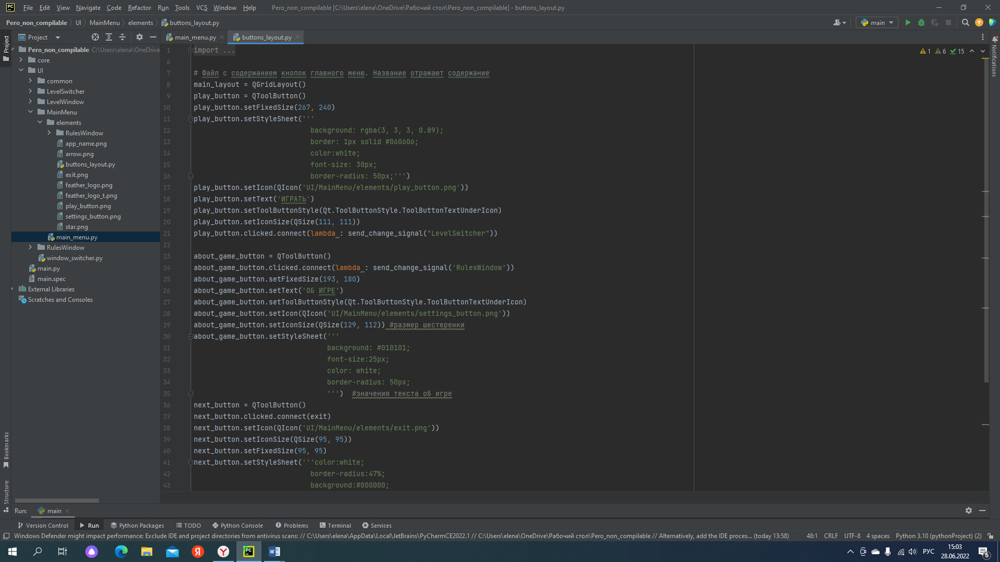 File Edit View Navigate Code Refactor Run Tools VCS Window Help Pero_non_compilable [C:\Users\elena\OneDrive\Рабочий стол\Pero_non_compilable] - buttons_layout.py
Pero_non_compilable UI MainMenu elements buttons_layout.py main
Project
main_menu.py buttons_layout.py
Project
Pero_non_compilable C:\Users\elena\OneDrive
core
UI
common
LevelSwitcher
LevelWindow
MainMenu
elements
RulesWindow
app_name.png
arrow.png
buttons_layout.py
exit.png
feather_logo.png
feather_logo_t.png
play_button.png
settings_button.png
star.png
main_menu.py
RulesWindow
window_switcher.py
main.py
main.spec
External Libraries
Scratches and Consoles
Bookmarks
Structure
1 import ...
6
7 # Файл с содержанием кнопок главного меню. Название отражают содержание
8 main_layout = QGridLayout()
9 play_button = QToolButton()
10 play_button.setFixedSize(267, 240)
11 play_button.setStyleSheet('''
12 background: rgba(3, 3, 3, 0.89);
13 border: 1px solid #060606;
14 color:white;
15 font-size: 30px;
16 border-radius: 50px;''')
17 play_button.setIcon(QIcon('UI/MainMenu/elements/play_button.png'))
18 play_button.setText('ИГРАТЬ')
19 play_button.setToolButtonStyle(Qt.ToolButtonStyle.ToolButtonTextUnderIcon)
20 play_button.setIconSize(QSize(111, 111))
21 play_button.clicked.connect(lambda _: send_change_signal("LevelSwitcher"))
22
23 about_game_button = QToolButton()
24 about_game_button.clicked.connect(lambda _: send_change_signal('RulesWindow'))
25 about_game_button.setFixedSize(193, 180)
26 about_game_button.setText('ОБ ИГРЕ')
27 about_game_button.setToolButtonStyle(Qt.ToolButtonStyle.ToolButtonTextUnderIcon)
28 about_game_button.setIcon(QIcon('UI/MainMenu/elements/settings_button.png'))
29 about_game_button.setIconSize(QSize(129, 112)) #размер шестеренки
30 about_game_button.setStyleSheet('''
31 background: #010101;
32 font-size:25px;
33 color: white;
34 border-radius: 50px;
35 ''') #значения текста об игре
36 next_button = QToolButton()
37 next_button.clicked.connect(exit)
38 next_button.setIcon(QIcon('UI/MainMenu/elements/exit.png'))
39 next_button.setIconSize(QSize(95, 95))
40 next_button.setFixedSize(95, 95)
41 next_button.setStyleSheet('''color:white;
42 border-radius:47%;
43 background:#000000;
1 6 15
Notifications
Run: main
Version Control Run Python Packages TODO Python Console Problems Terminal Services
Windows Defender might impact performance: Exclude IDE and project directories from antivirus scans: // C:\Users\elena\AppData\Local\JetBrains\PyCharmCE2022.1 // C:\Users\elena\OneDrive\Рабочий стол\Pero_non_compilable // Alternatively, add the IDE proces... (today 13:58) 48:1 CRLF UTF-8 4 spaces Python 3.10 (pythonProject) (2)
РУС 15:03
28.06.2022 6